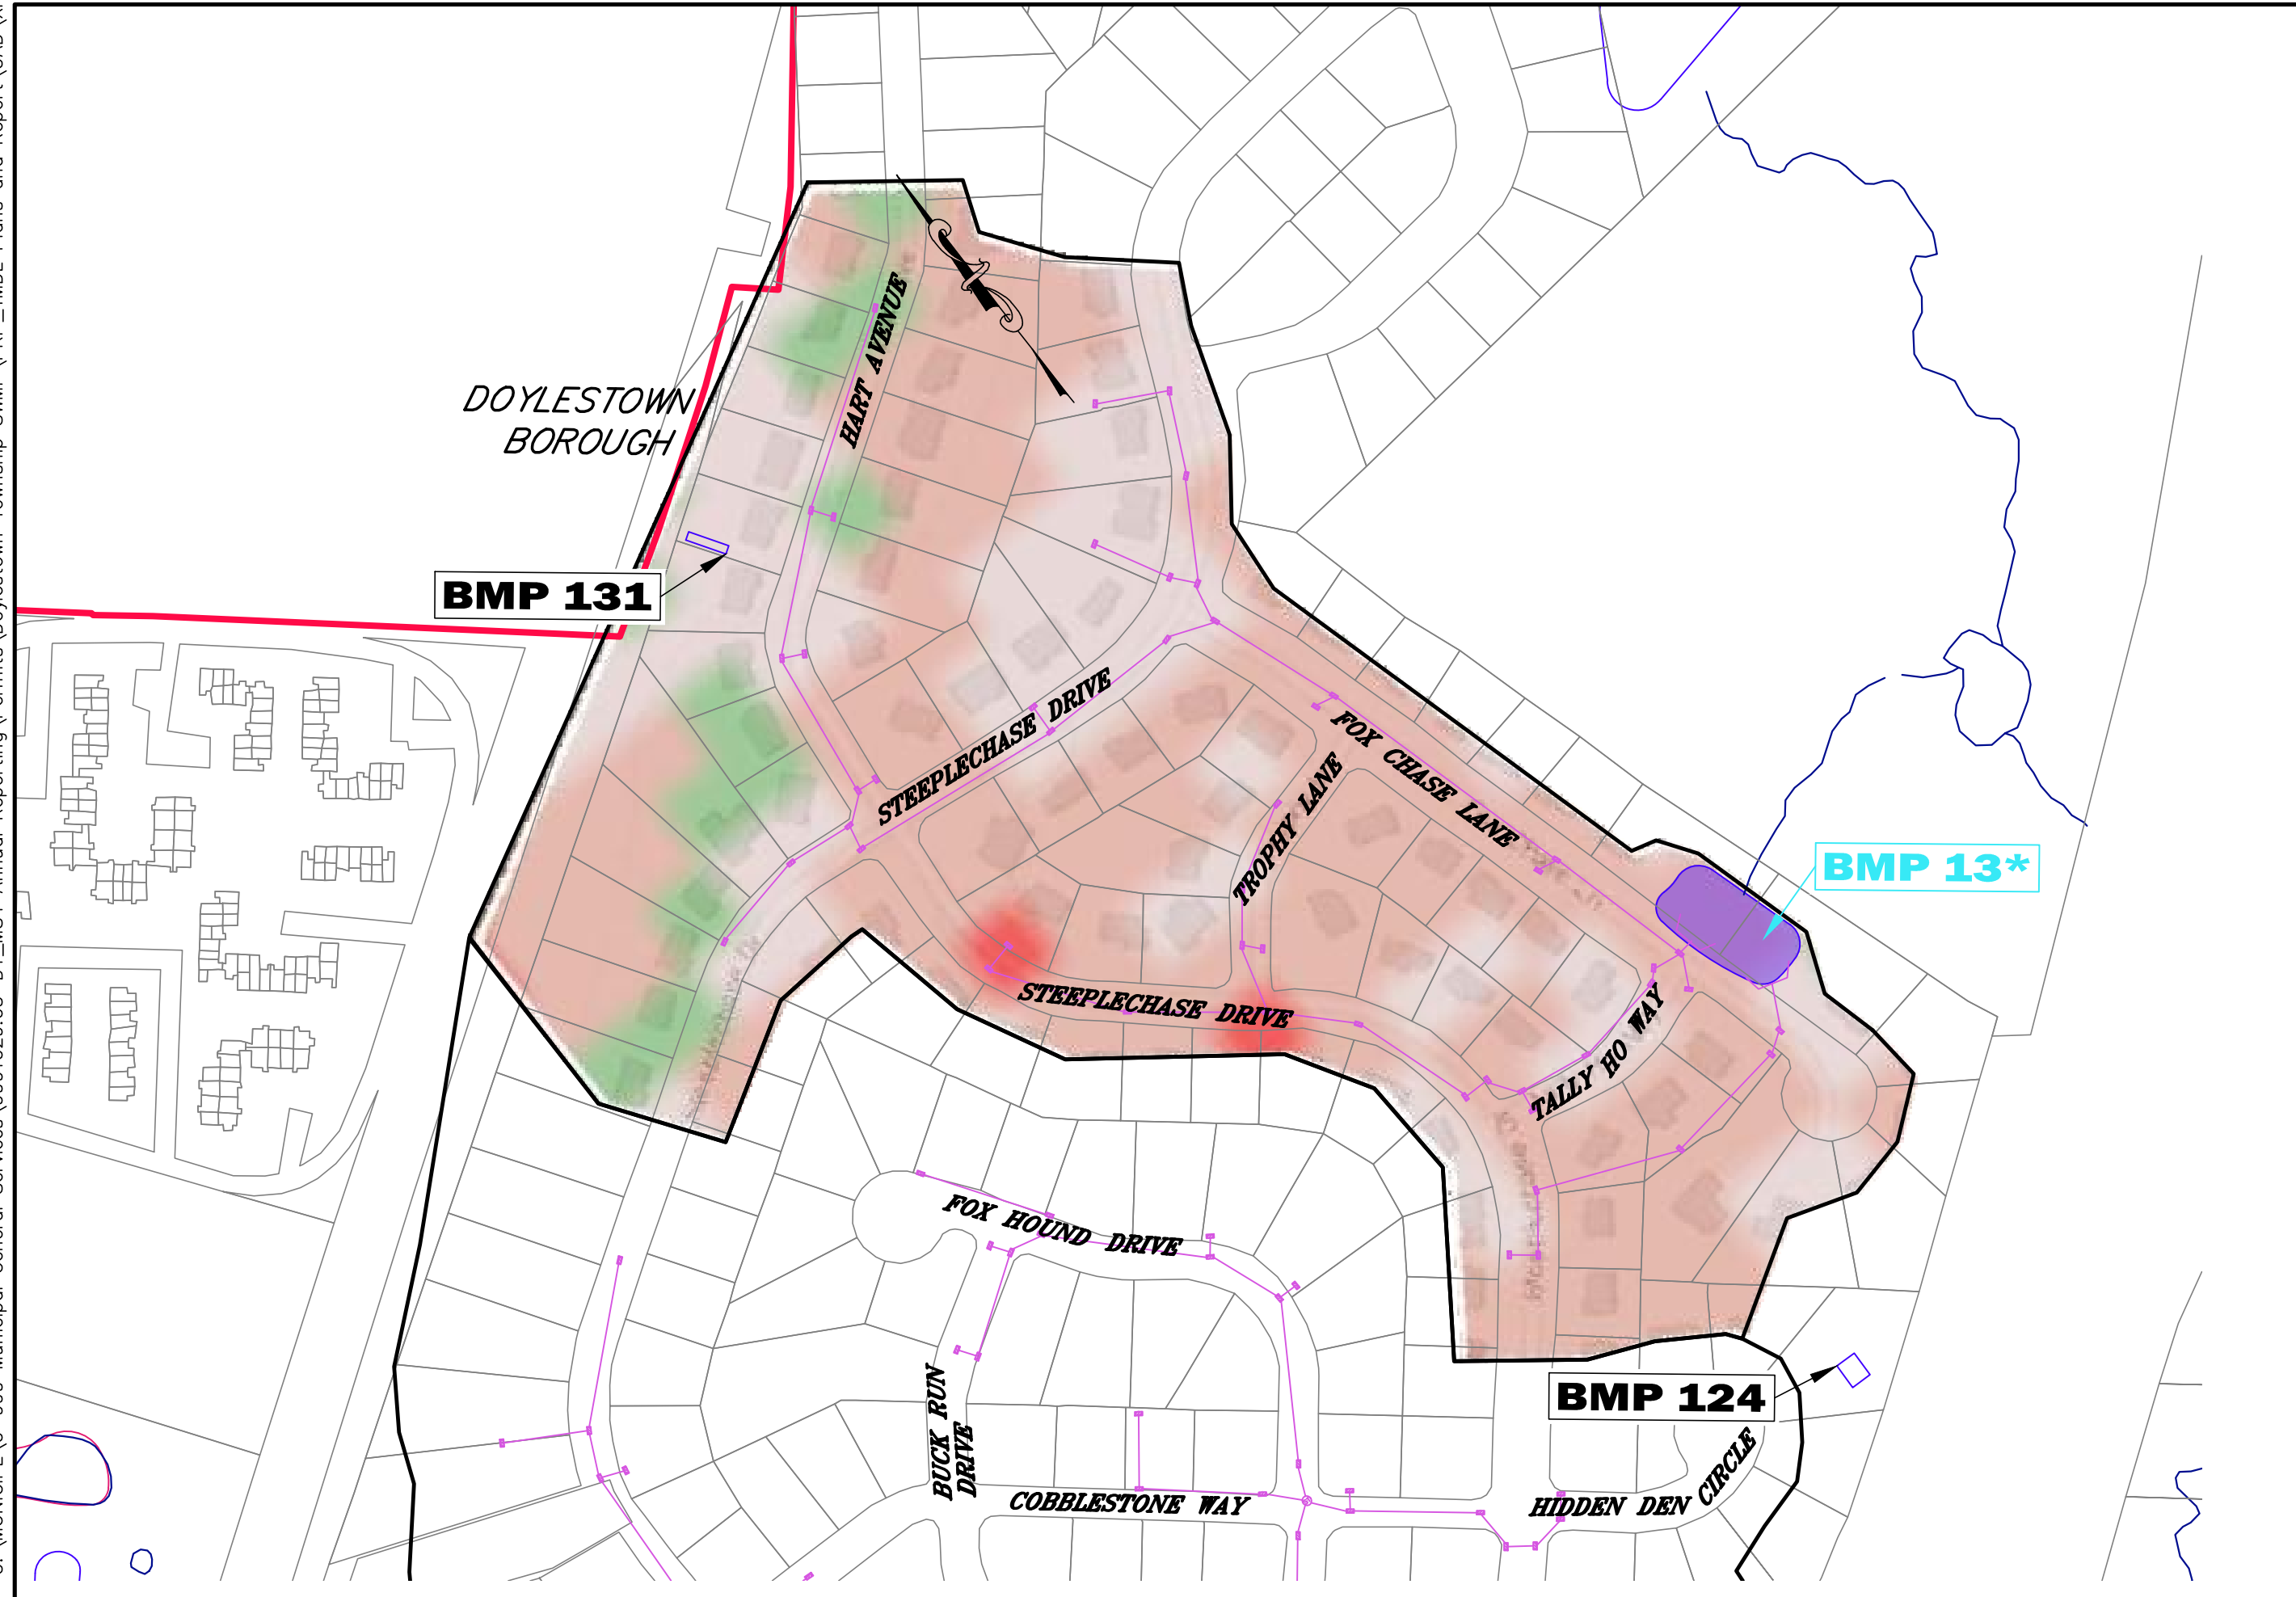 HART AVENUE
DOYLESTOWN
BOROUGH
BMP 131
STEEPLECHASE DRIVE
FOX CHASE LANE
TROPHY LANE
BMP 13*
STEEPLECHASE DRIVE
TALLY HO WAY
FOX HOUND DRIVE
BUCK RUN
DRIVE
BMP 124
COBBLESTONE WAY
HIDDEN DEN CIRCLE